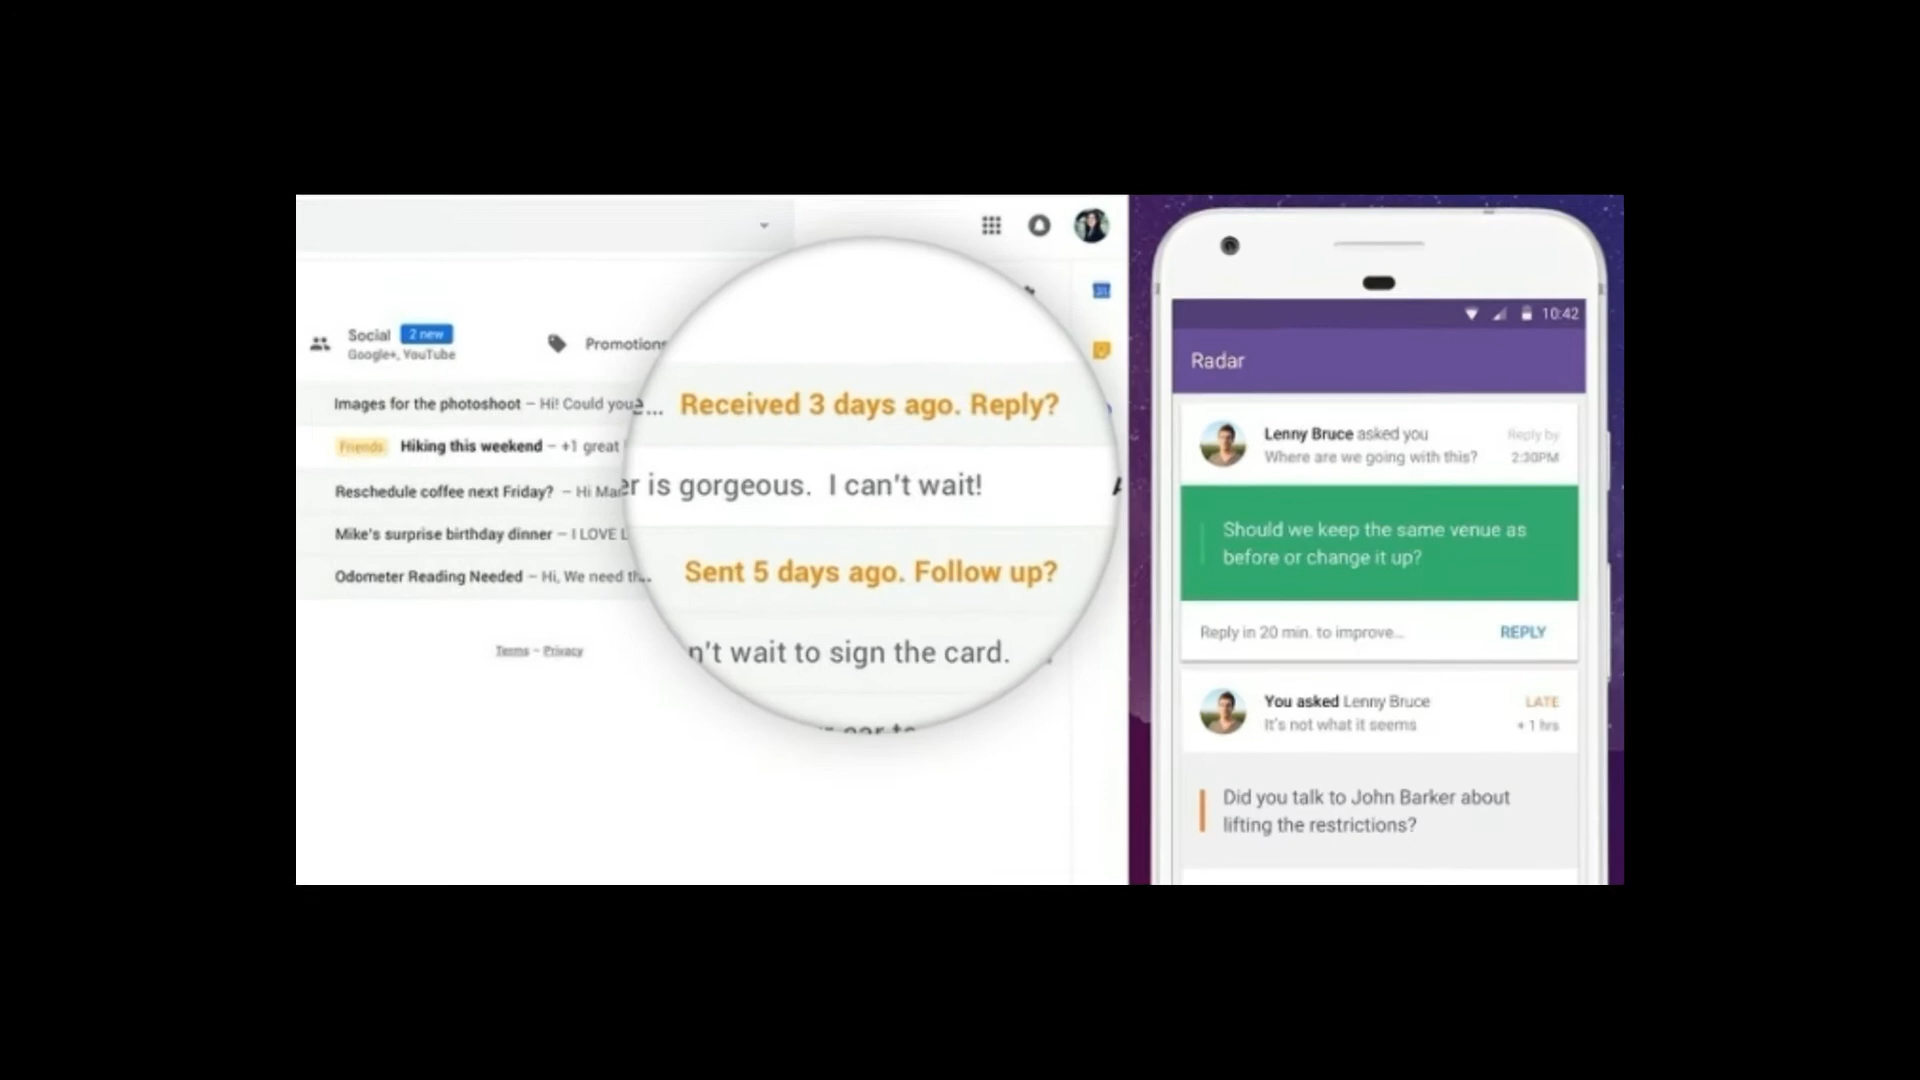 Social 2 new
Google+, YouTube
Promotions
Images for the photoshoot – Hi! Could you
Friends Hiking this weekend – +1 great
Reschedule coffee next Friday? – Hi
Mike's surprise birthday dinner – I LOVE
Odometer Reading Needed – Hi, We need
Terms – Privacy
Received 3 days ago. Reply?
er is gorgeous. I can't wait!
Sent 5 days ago. Follow up?
n't wait to sign the card.
31
10:42
Radar
Lenny Bruce asked you
Where are we going with this?
Reply by
2:30PM
Should we keep the same venue as
before or change it up?
Reply in 20 min. to improve...
REPLY
You asked Lenny Bruce
It's not what it seems
LATE
+ 1 hrs
Did you talk to John Barker about
lifting the restrictions?